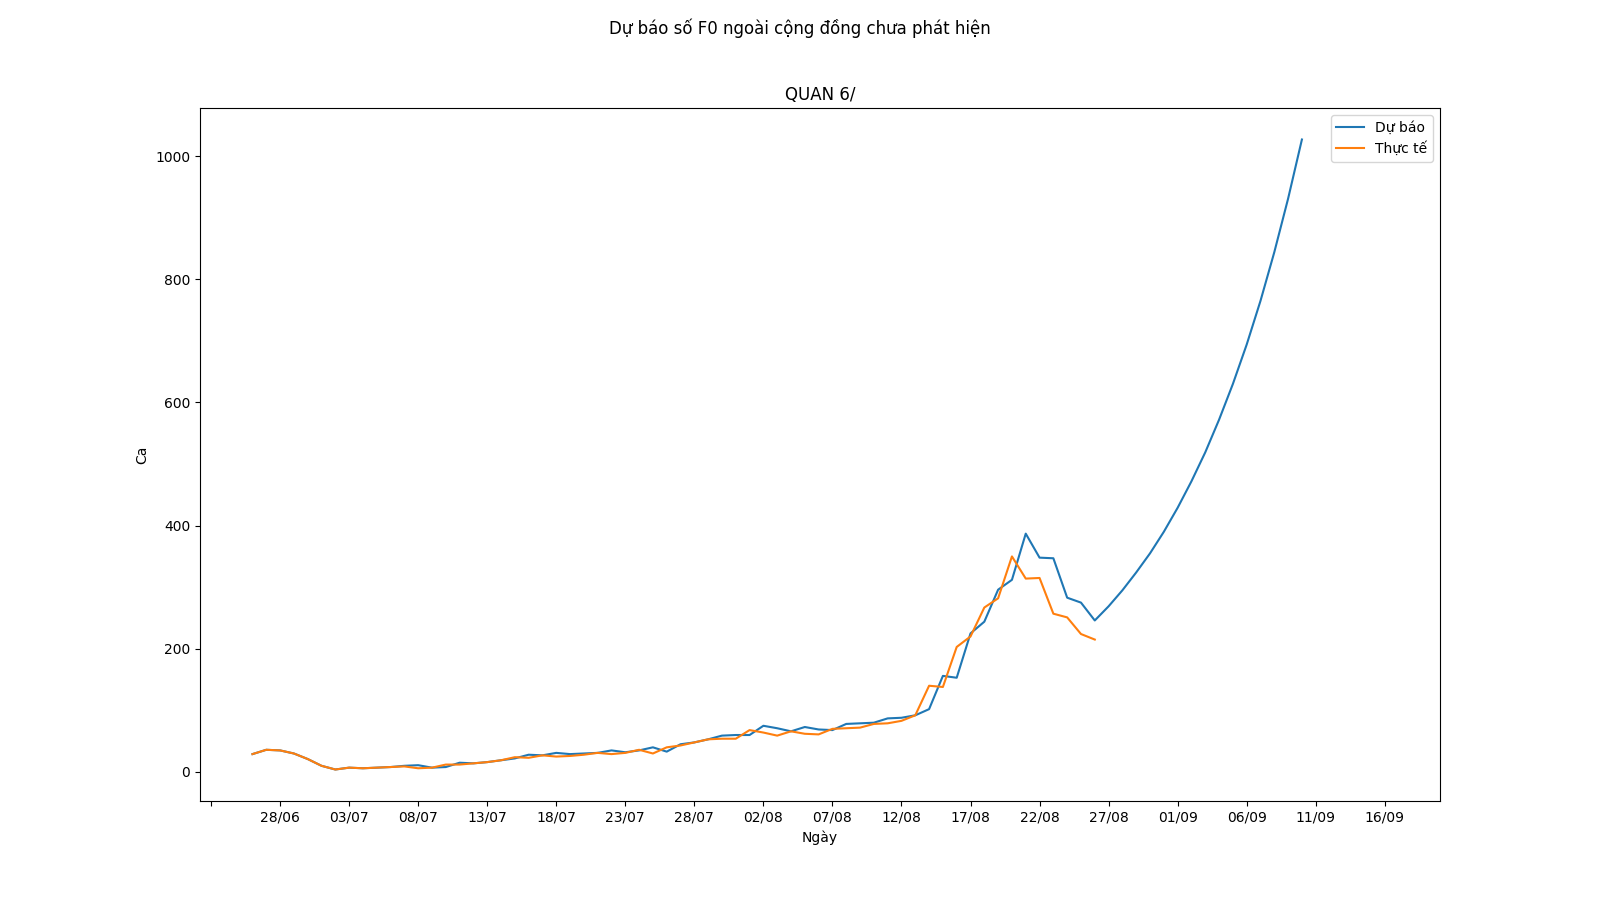 Dự báo số F0 ngoài cộng đồng chưa phát hiện
QUAN 6/
Dự báo
Thực tế
1000
800
600
400
200
0
Ca
28/06 03/07 08/07 13/07 18/07 23/07 28/07 02/08 07/08 12/08 17/08 22/08 27/08 01/09 06/09 11/09 16/09
Ngày